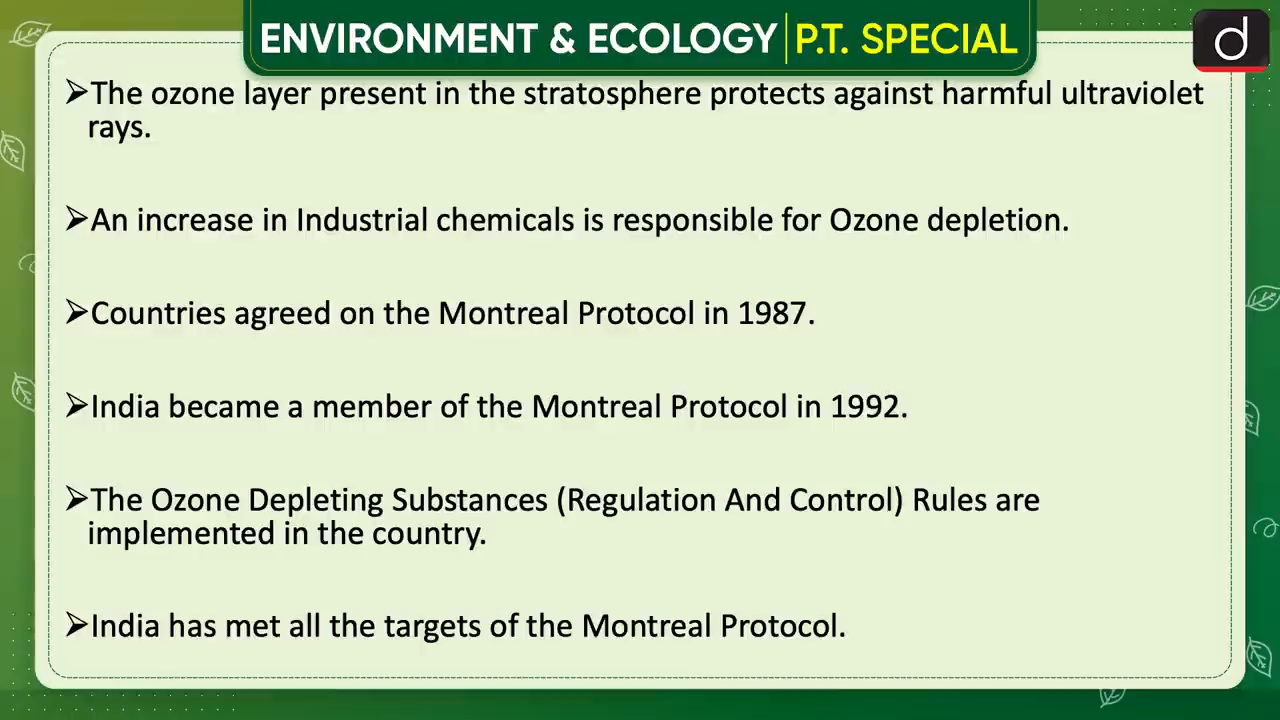 ENVIRONMENT & ECOLOGY | P.T. SPECIAL
d
➢The ozone layer present in the stratosphere protects against harmful ultraviolet
rays.
➢An increase in Industrial chemicals is responsible for Ozone depletion.
➢Countries agreed on the Montreal Protocol in 1987.
➢India became a member of the Montreal Protocol in 1992.
➢The Ozone Depleting Substances (Regulation And Control) Rules are
implemented in the country.
➢India has met all the targets of the Montreal Protocol.